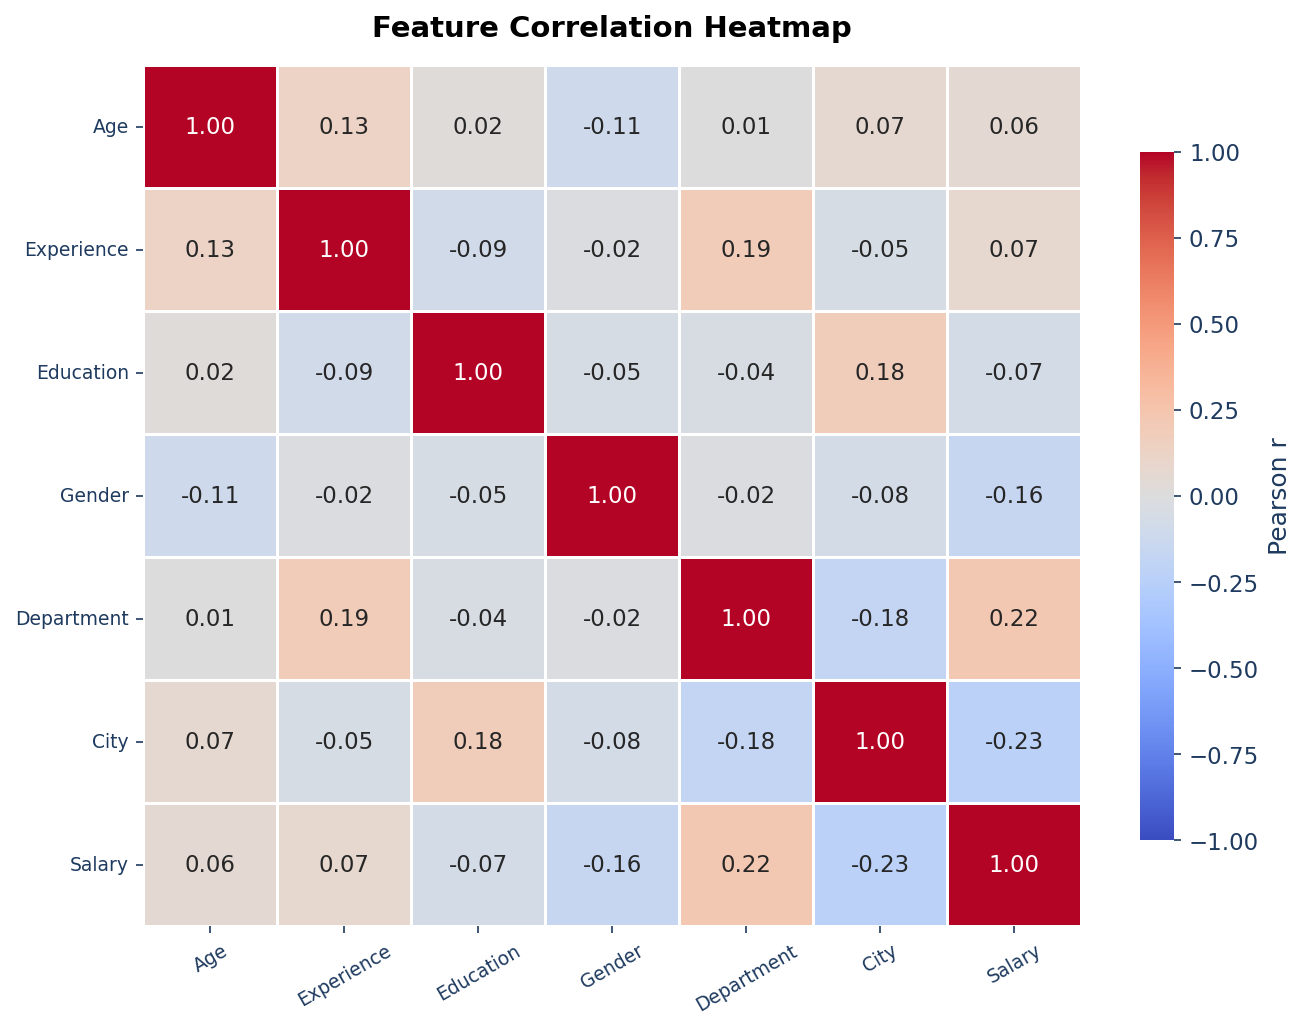 Feature Correlation Heatmap
Age 1.00 0.13 0.02 -0.11 0.01 0.07 0.06
Experience 0.13 1.00 -0.09 -0.02 0.19 -0.05 0.07
Education 0.02 -0.09 1.00 -0.05 -0.04 0.18 -0.07
Gender -0.11 -0.02 -0.05 1.00 -0.02 -0.08 -0.16
Department 0.01 0.19 -0.04 -0.02 1.00 -0.18 0.22
City 0.07 -0.05 0.18 -0.08 -0.18 1.00 -0.23
Salary 0.06 0.07 -0.07 -0.16 0.22 -0.23 1.00
Age Experience Education Gender Department City Salary
1.00
0.75
0.50
0.25
0.00
−0.25
−0.50
−0.75
−1.00
Pearson r